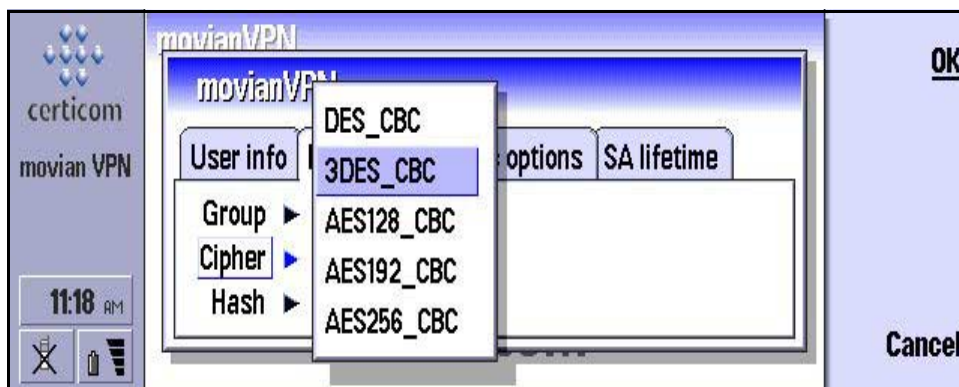 certicom
movian VPN
11:18 AM
movianVPN
movianVPN
User info
options
SA lifetime
Group
Cipher
Hash
DES_CBC
3DES_CBC
AES128_CBC
AES192_CBC
AES256_CBC
OK
Cancel